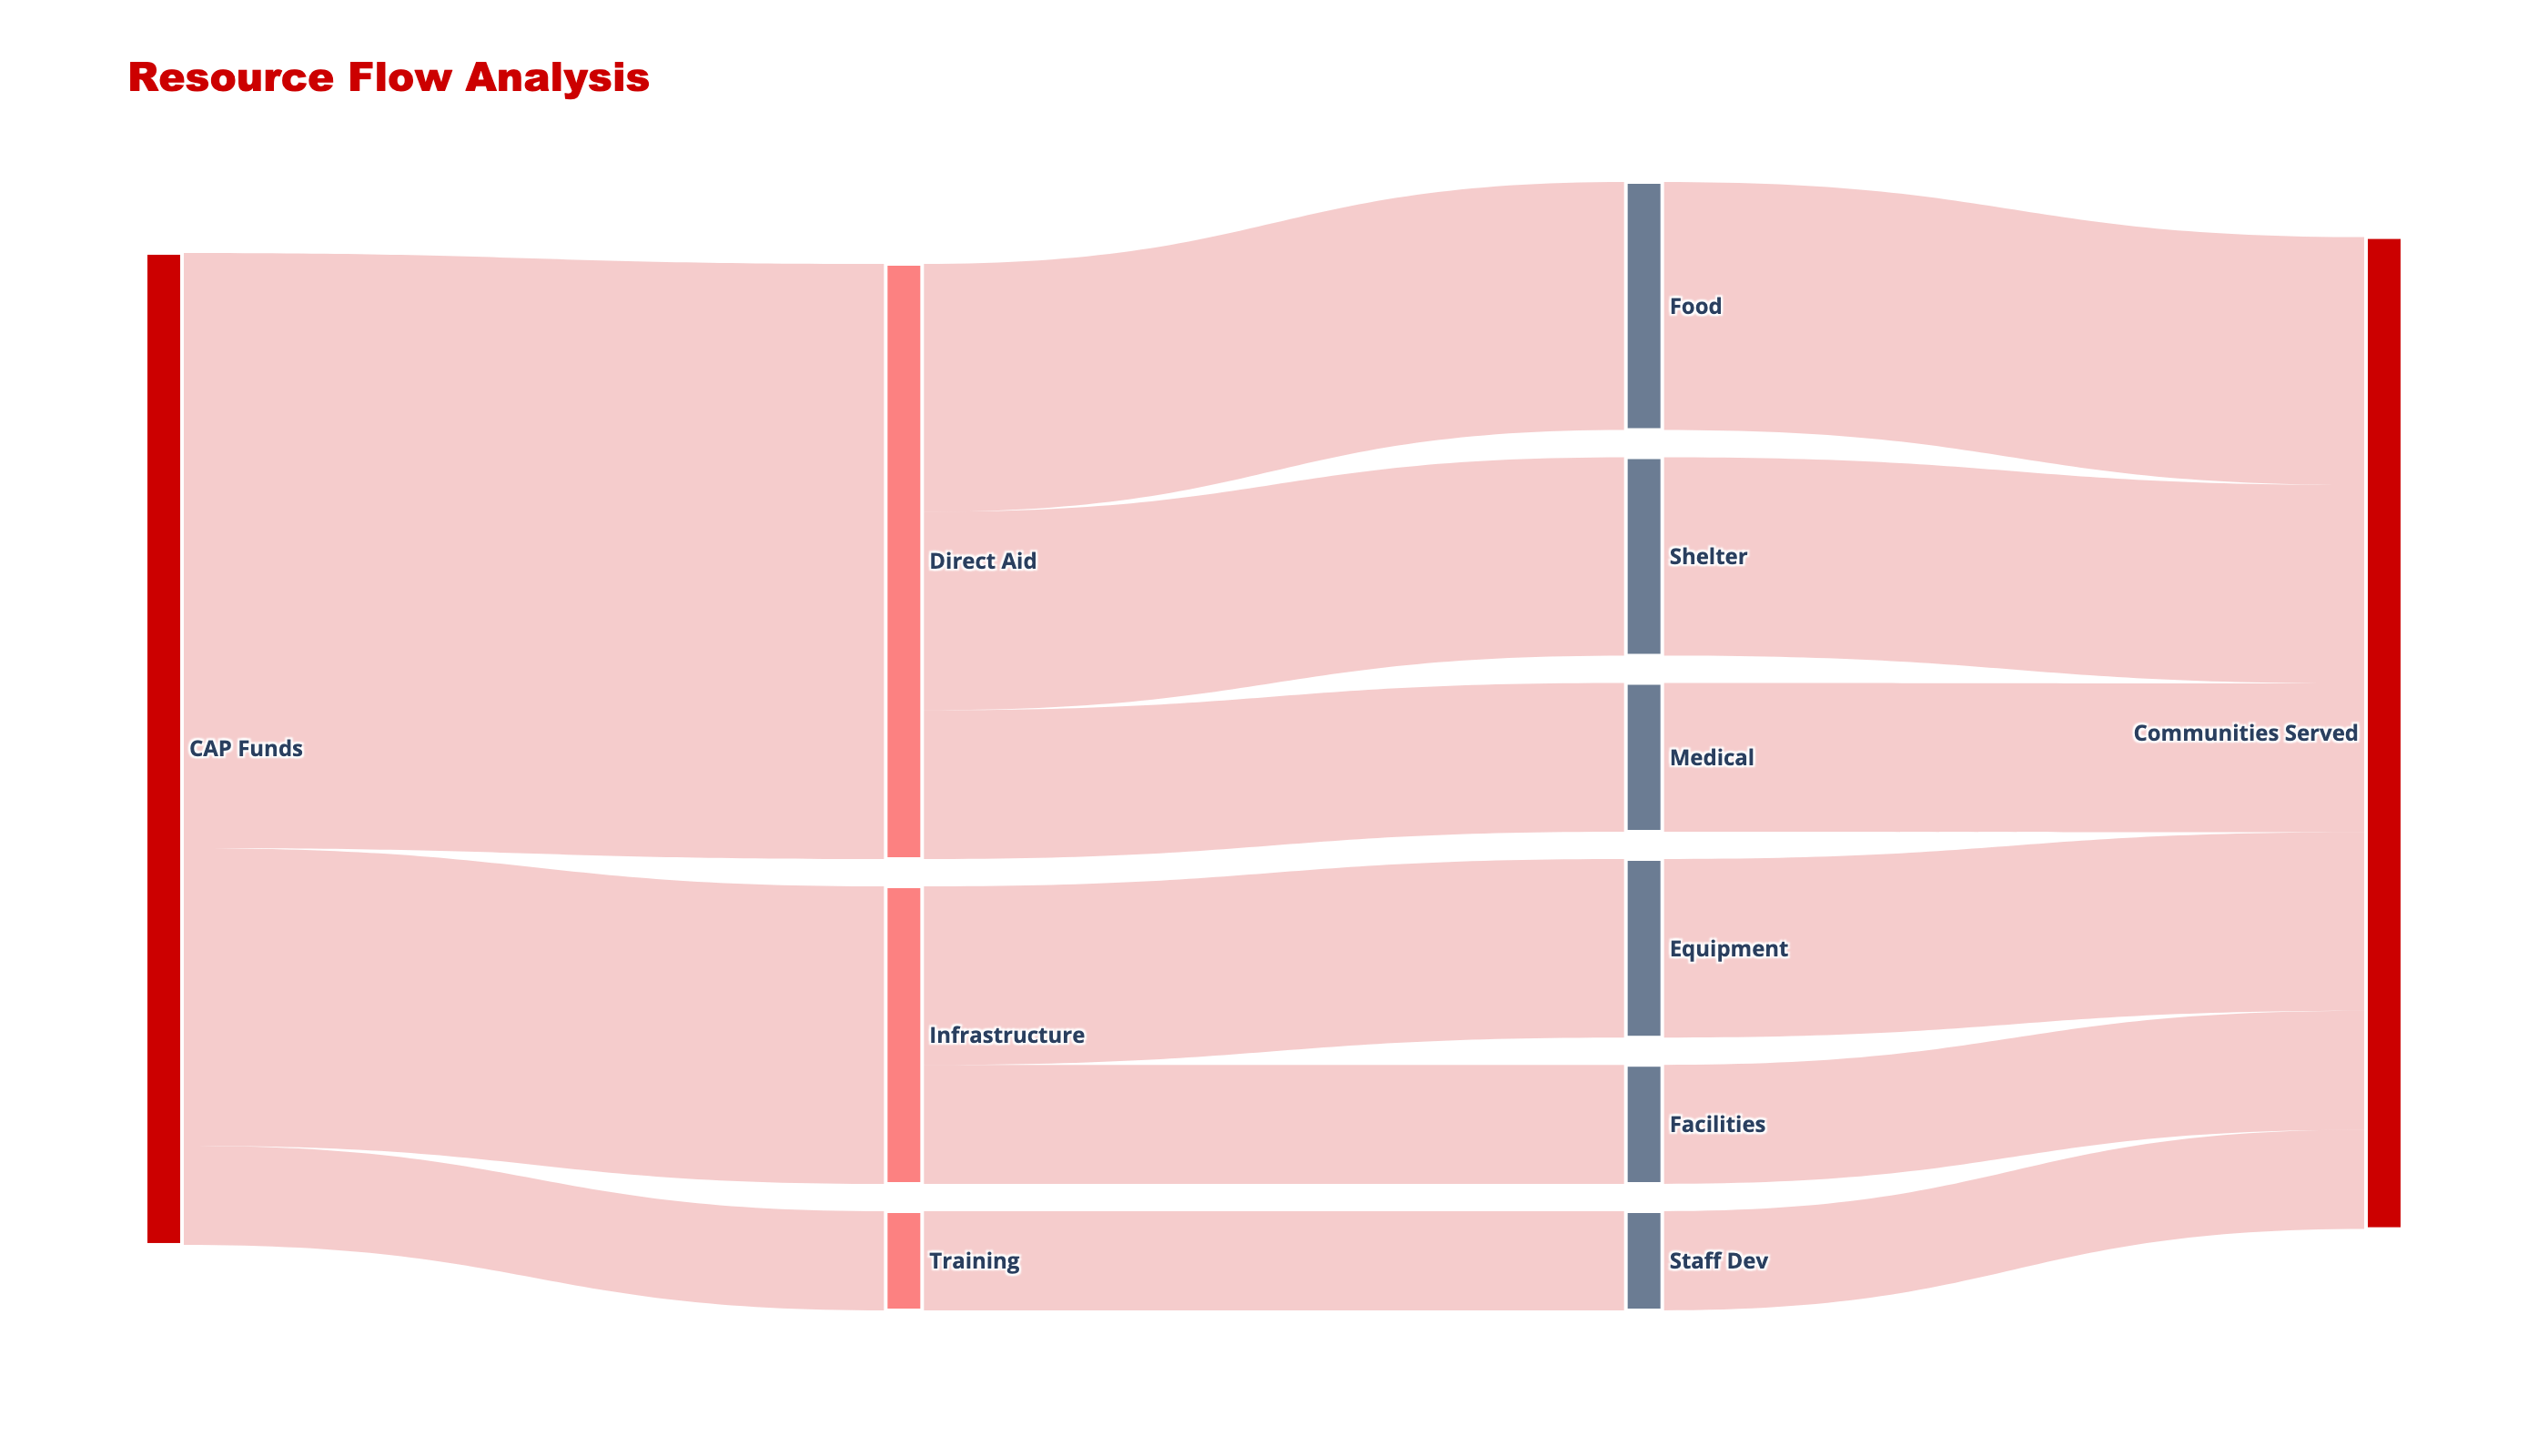 Resource Flow Analysis
CAP Funds
Direct Aid
Infrastructure
Training
Food
Shelter
Medical
Equipment
Facilities
Staff Dev
Communities Served